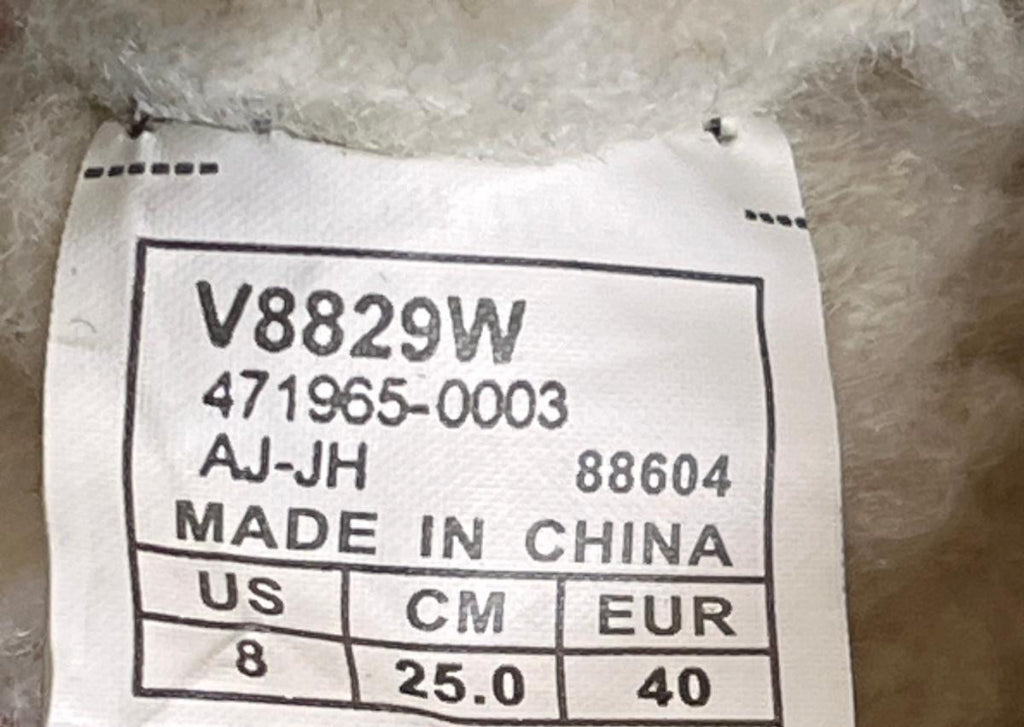 V8829W
471965-0003
AJ-JH 88604
MADE IN CHINA
US CM EUR
8 25.0 40